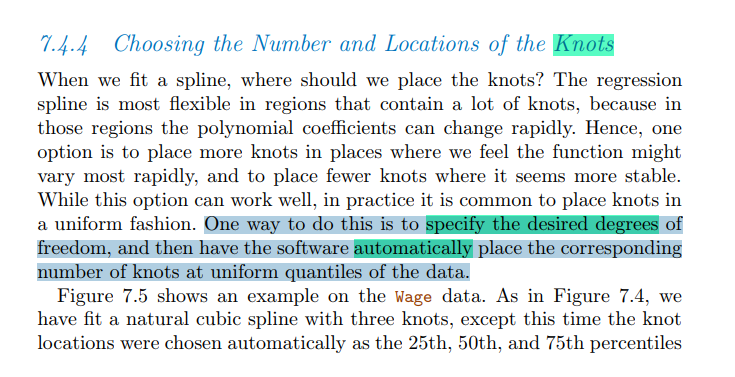 7.4.4 Choosing the Number and Locations of the Knots
When we fit a spline, where should we place the knots? The regression
spline is most flexible in regions that contain a lot of knots, because in
those regions the polynomial coefficients can change rapidly. Hence, one
option is to place more knots in places where we feel the function might
vary most rapidly, and to place fewer knots where it seems more stable.
While this option can work well, in practice it is common to place knots in
a uniform fashion. One way to do this is to specify the desired degrees of
freedom, and then have the software automatically place the corresponding
number of knots at uniform quantiles of the data.
Figure 7.5 shows an example on the Wage data. As in Figure 7.4, we
have fit a natural cubic spline with three knots, except this time the knot
locations were chosen automatically as the 25th, 50th, and 75th percentiles